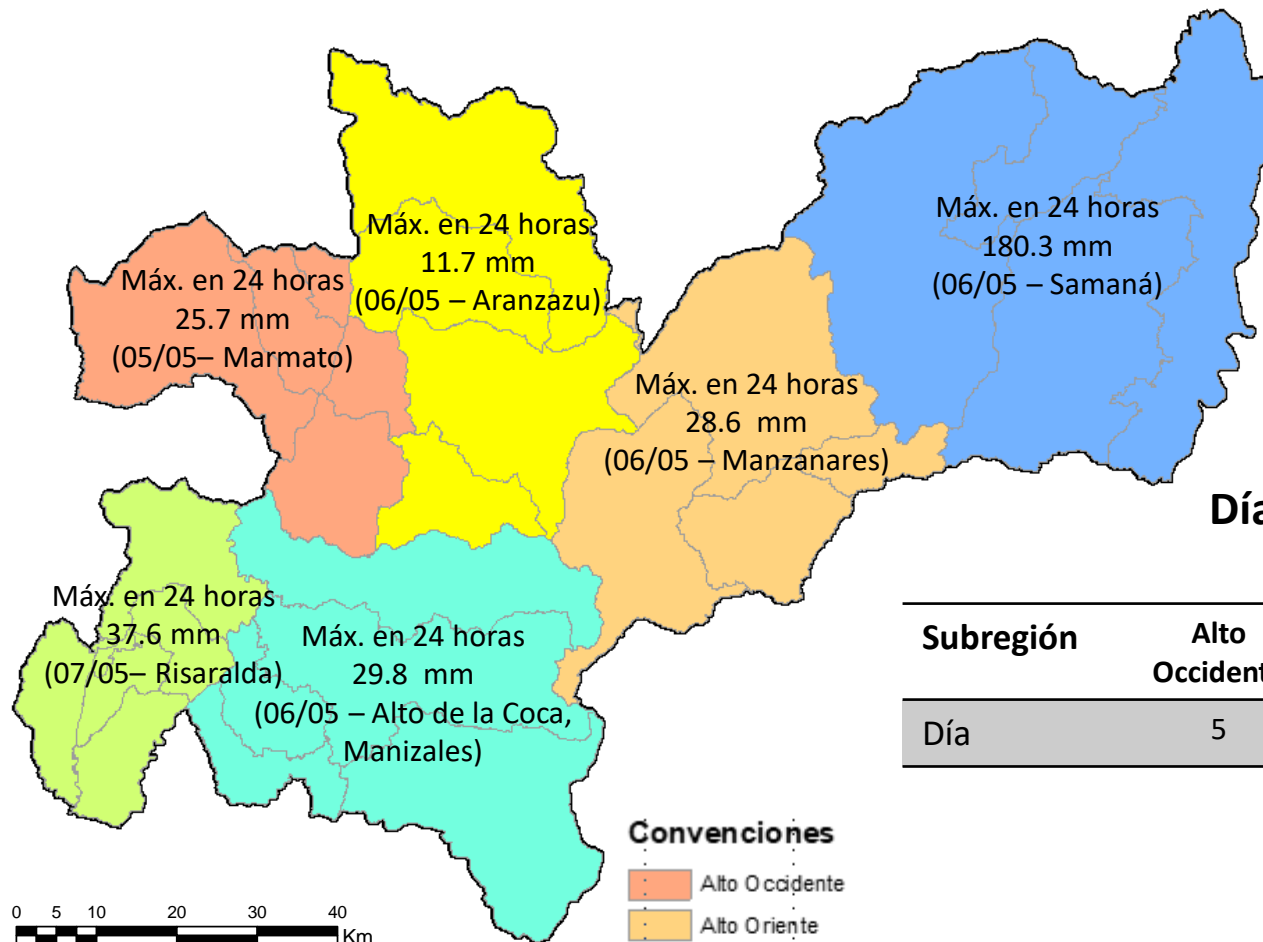 Máx. en 24 horas
11.7 mm
(06/05 – Aranzazu)
Máx. en 24 horas
180.3 mm
(06/05 – Samaná)
Máx. en 24 horas
25.7 mm
(05/05– Marmato)
Máx. en 24 horas
28.6 mm
(06/05 – Manzanares)
Máx. en 24 horas
37.6 mm
(07/05– Risaralda)
Máx. en 24 horas
29.8 mm
(06/05 – Alto de la Coca,
Manizales)
Día
Subregión Alto
Occident
Día 5
Convenciones
Alto Occidente
Alto Oriente
0 5 10 20 30 40
Km